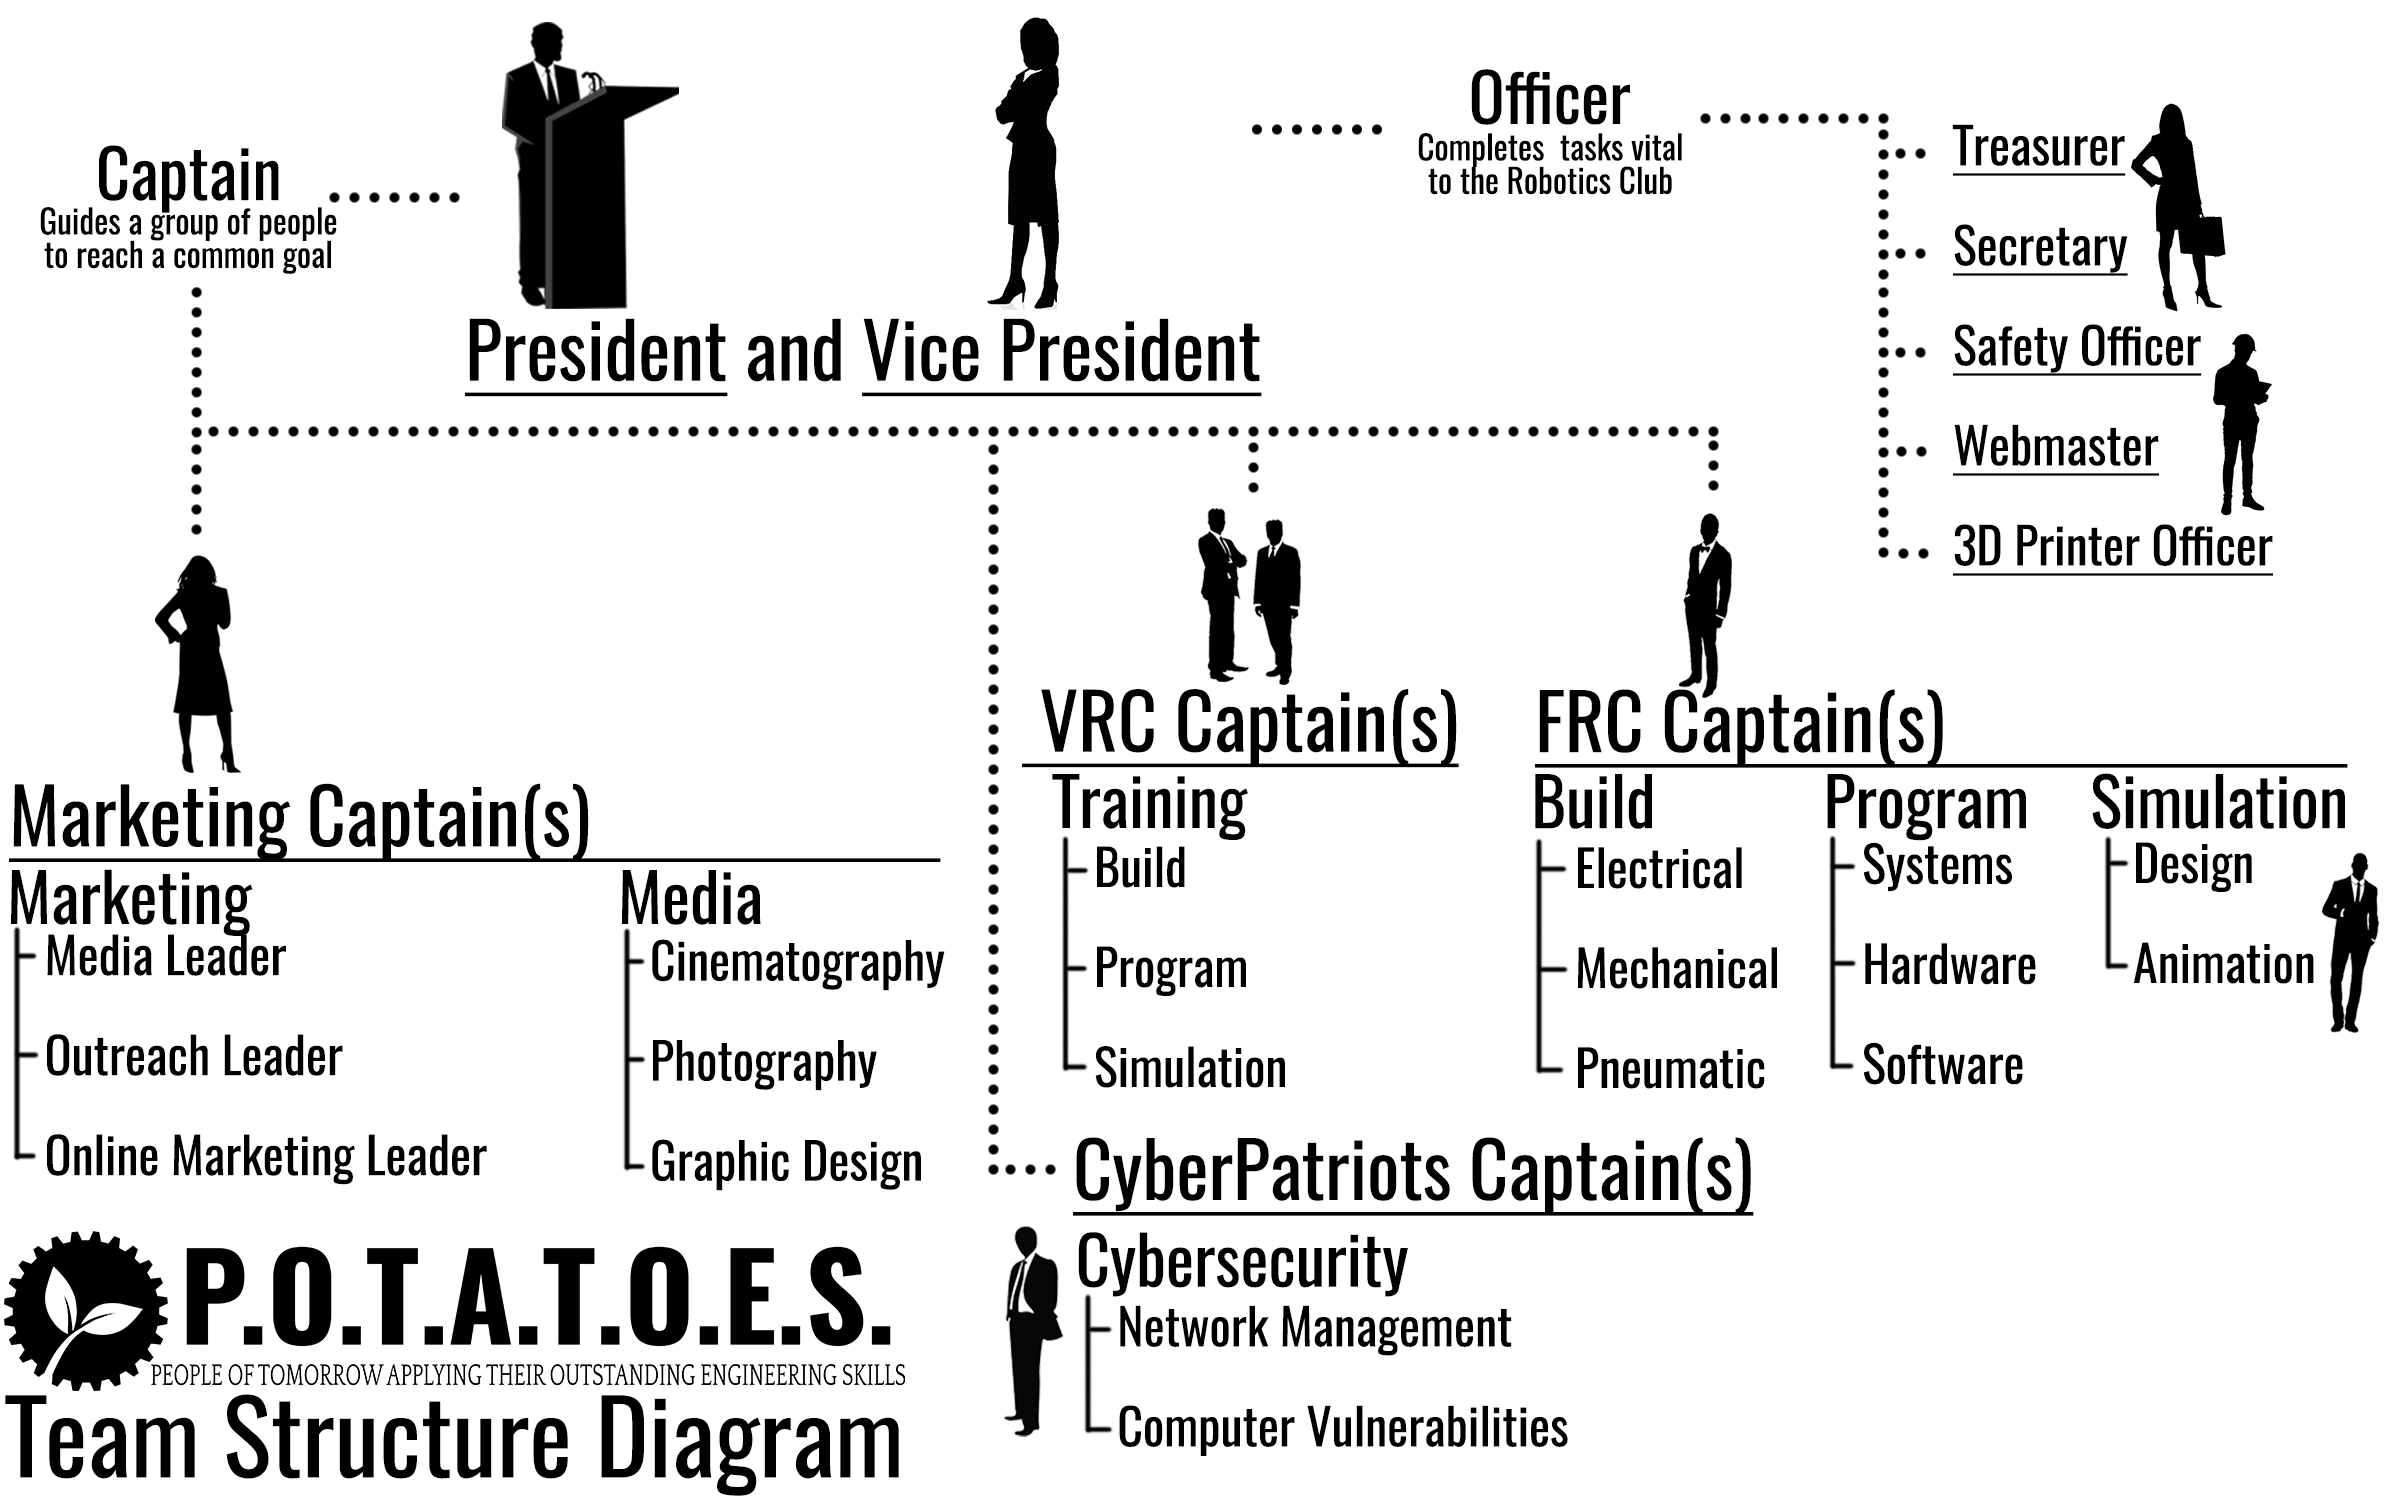 Captain
Guides a group of people
to reach a common goal
President and Vice President
Officer
Completes tasks vital
to the Robotics Club
Treasurer
Secretary
Safety Officer
Webmaster
3D Printer Officer
Marketing Captain(s)
Marketing
Media Leader
Outreach Leader
Online Marketing Leader
Media
Cinematography
Photography
Graphic Design
VRC Captain(s)
Training
Build
Program
Simulation
FRC Captain(s)
Build
Electrical
Mechanical
Pneumatic
Program
Systems
Hardware
Software
Simulation
Design
Animation
CyberPatriots Captain(s)
Cybersecurity
Network Management
Computer Vulnerabilities
P.O.T.A.T.O.E.S.
PEOPLE OF TOMORROW APPLYING THEIR OUTSTANDING ENGINEERING SKILLS
Team Structure Diagram